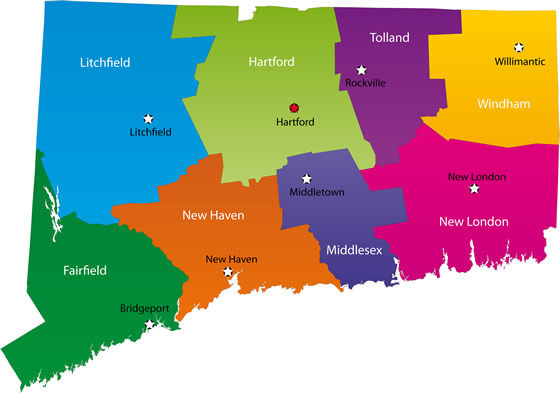 Tolland
Litchfield
Hartford
Willimantic
Rockville
Windham
Hartford
Litchfield
New London
Middletown
New Haven
New London
Middlesex
New Haven
Fairfield
Bridgeport